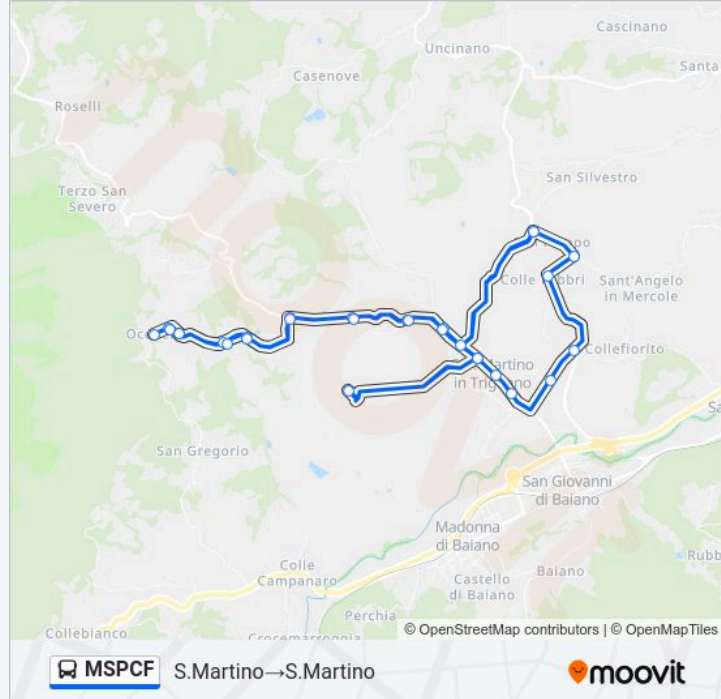 Cascinano
Uncinano
Santa
Casenove
Roselli
San Silvestro
Terzo San
Severo
Colle
Sant'Angelo
in Mercole
Collefiorito
in
San Gregorio
San Giovanni
di Baiano
Madonna
di Baiano
Colle
Campanaro
Castello
di Baiano
Baiano
Rubb
Perchia
Collebianco
Crocemarroggia
© OpenStreetMap contributors | © OpenMapTiles
MSPCF S.Martino→S.Martino
moovit